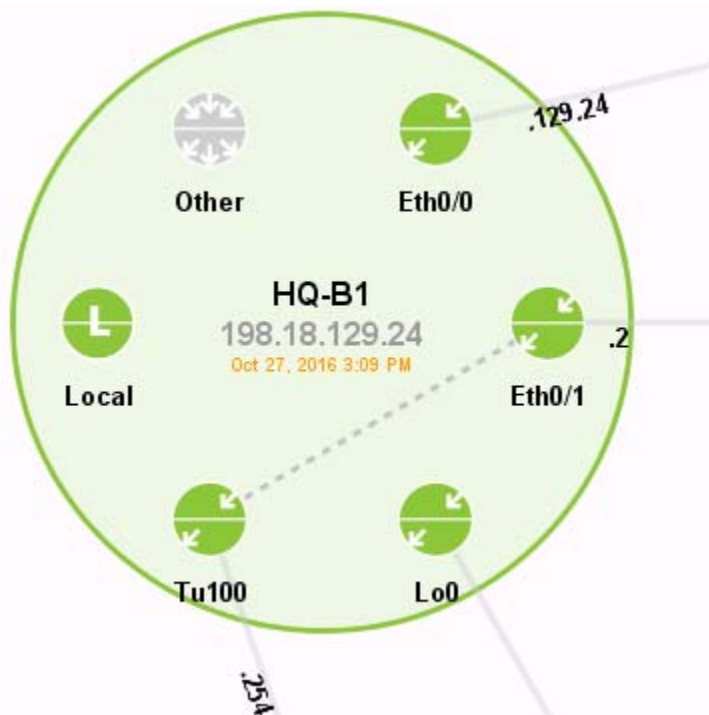 .129.24
Other
Eth0/0
HQ-B1
198.18.129.24
Oct 27, 2016 3:09 PM
L
.2
Local
Eth0/1
Tu100
Lo0
.254